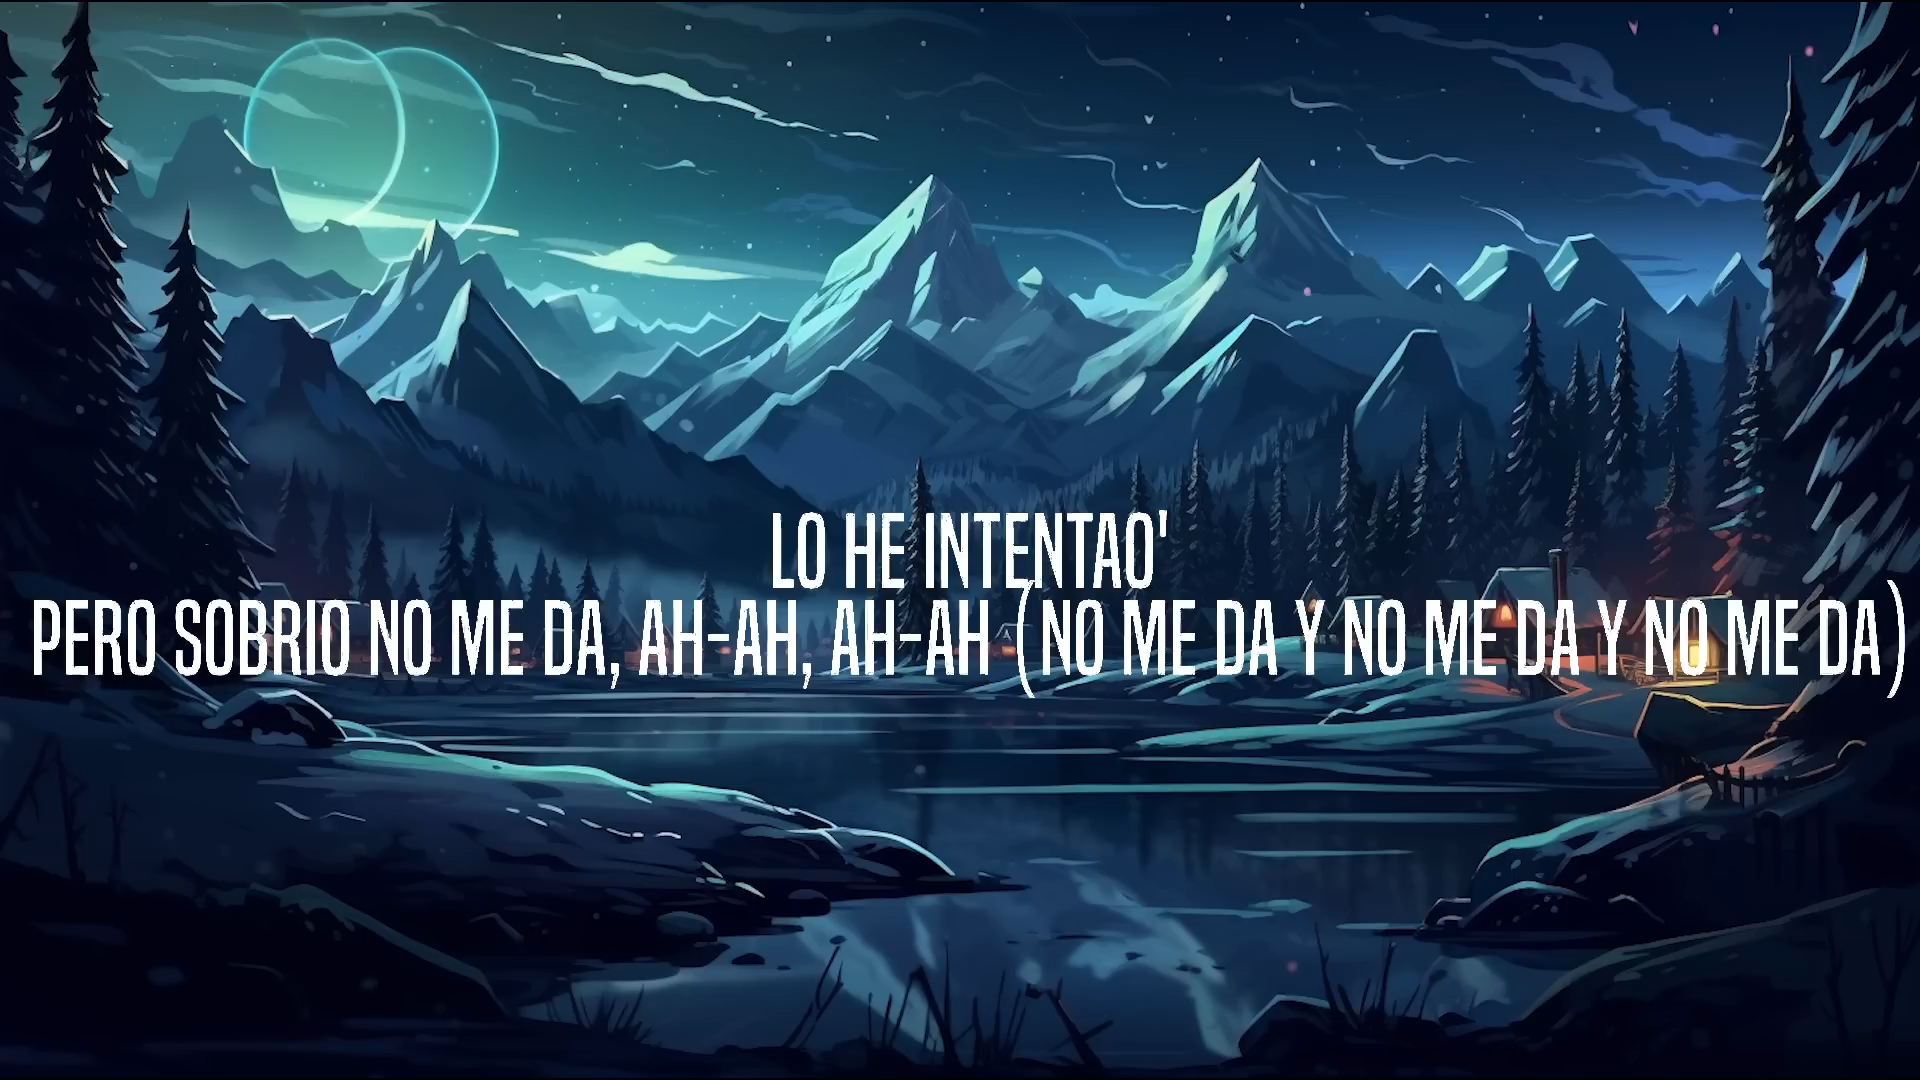 LO HE INTENTAO'
PERO SOBRIO NO ME DA, AH-AH, AH-AH (NO ME DA Y NO ME DA Y NO ME DA)